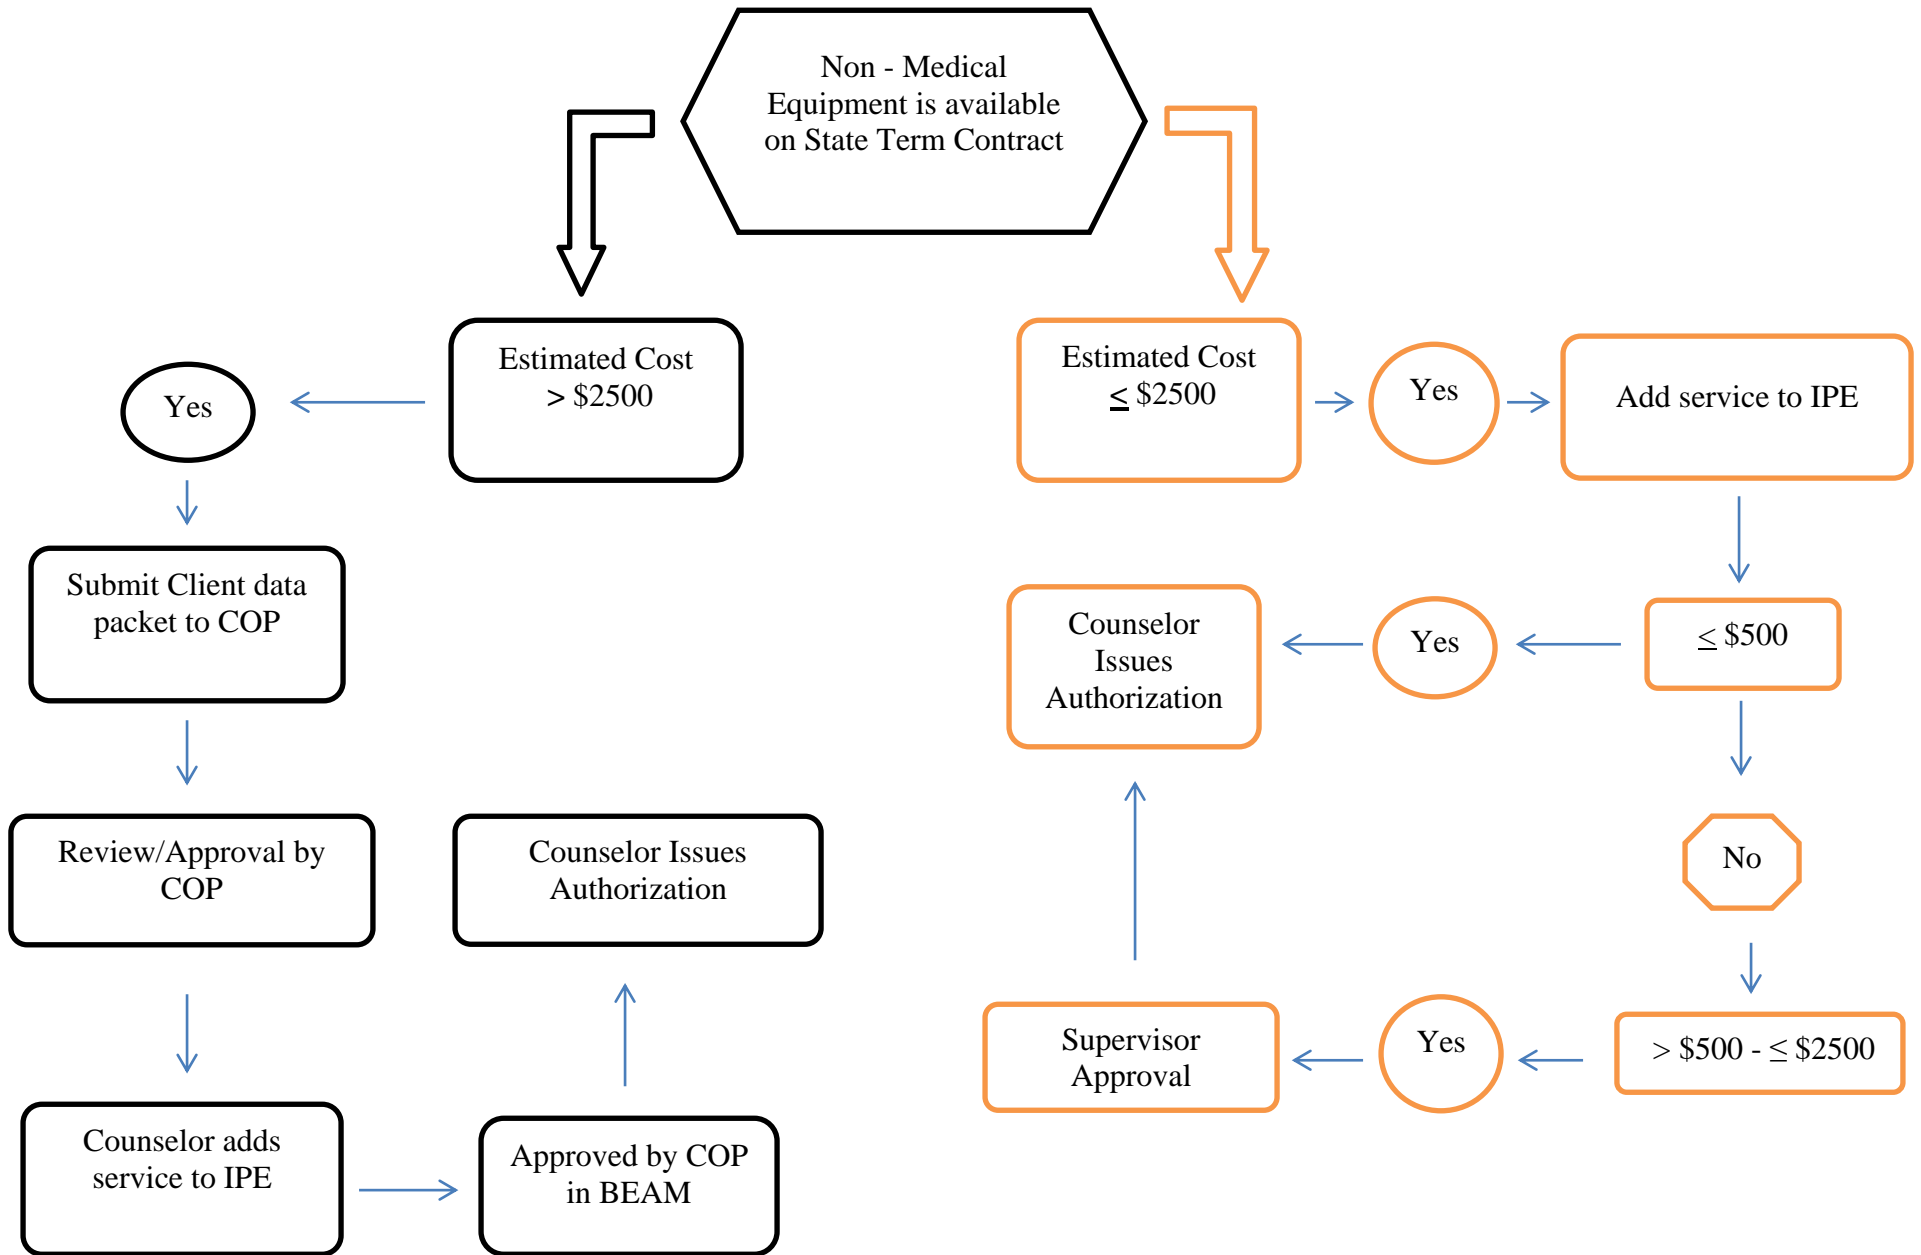 Non - Medical
Equipment is available
on State Term Contract
Estimated Cost
> $2500
Yes
Submit Client data
packet to COP
Review/Approval by
COP
Counselor adds
service to IPE
Approved by COP
in BEAM
Counselor Issues
Authorization
Estimated Cost
≤ $2500
Yes
Add service to IPE
≤ $500
Yes
Counselor
Issues
Authorization
No
> $500 - ≤ $2500
Yes
Supervisor
Approval